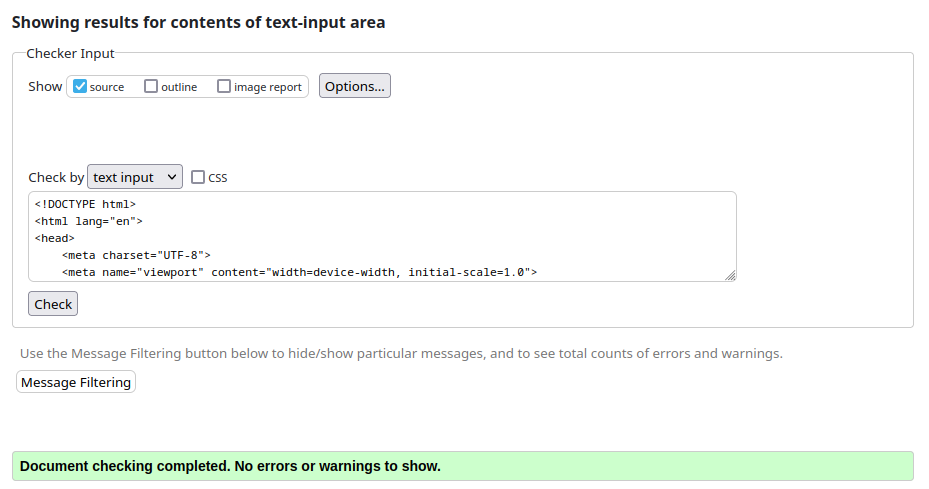 Showing results for contents of text-input area
Checker Input
Show source outline image report Options...
Check by text input CSS
<!DOCTYPE html>
<html lang="en">
<head>
    <meta charset="UTF-8">
    <meta name="viewport" content="width=device-width, initial-scale=1.0">
Check
Use the Message Filtering button below to hide/show particular messages, and to see total counts of errors and warnings.
Message Filtering
Document checking completed. No errors or warnings to show.